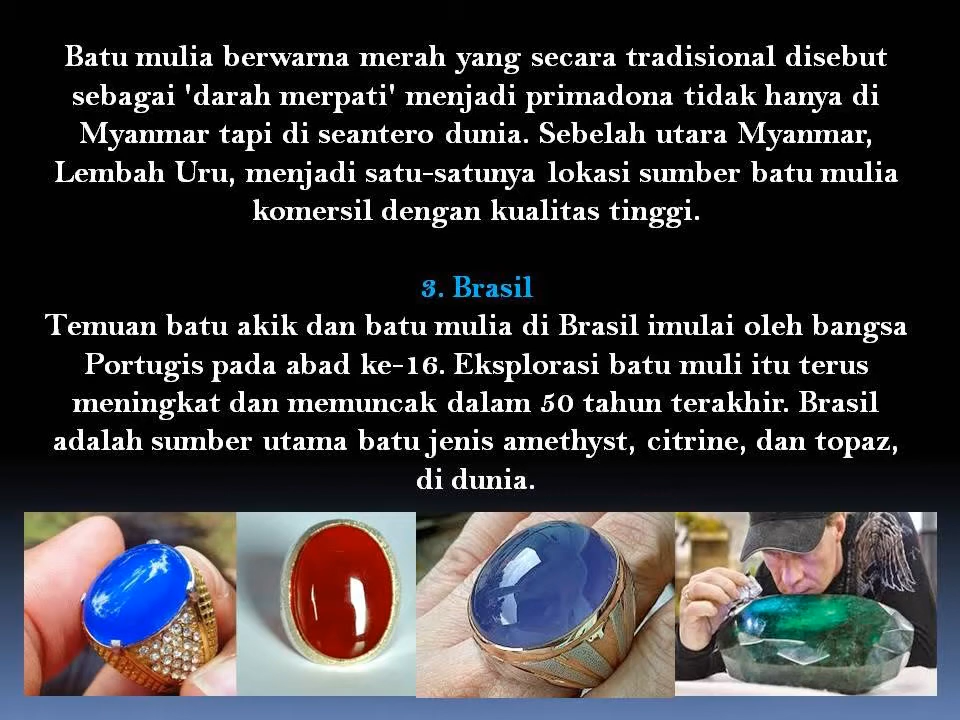 Batu mulia berwarna merah yang secara tradisional disebut
sebagai 'darah merpati' menjadi primadona tidak hanya di
Myanmar tapi di seantero dunia. Sebelah utara Myanmar,
Lembah Uru, menjadi satu-satunya lokasi sumber batu mulia
komersil dengan kualitas tinggi.
3. Brasil
Temuan batu akik dan batu mulia di Brasil imulai oleh bangsa
Portugis pada abad ke-16. Eksplorasi batu muli itu terus
meningkat dan memuncak dalam 50 tahun terakhir. Brasil
adalah sumber utama batu jenis amethyst, citrine, dan topaz,
di dunia.